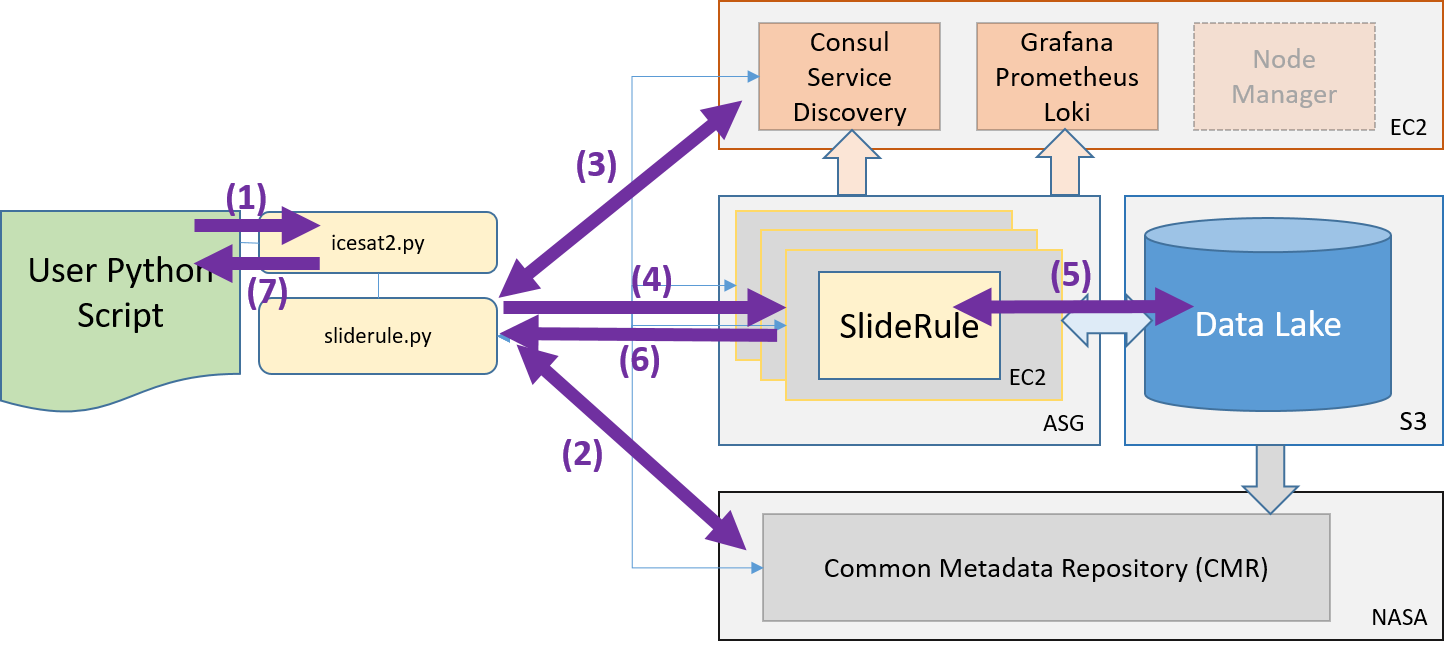 Consul
Service
Discovery
Grafana
Prometheus
Loki
Node
Manager
EC2
(3)
(1)
icesat2.py
User Python
Script
(7)
sliderule.py
(4)
(6)
(5)
SlideRule
EC2
ASG
Data Lake
S3
(2)
Common Metadata Repository (CMR)
NASA